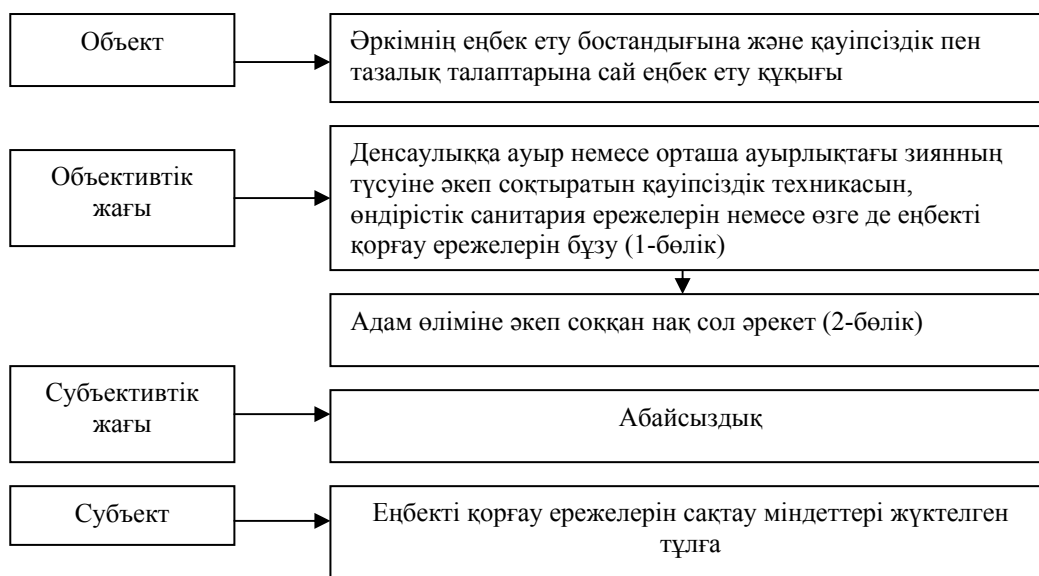 Объект
Әркімнің еңбек ету бостандығына және қауіпсіздік пен
тазалық талаптарына сай еңбек ету құқығы
Объективтік
жағы
Денсаулыққа ауыр немесе орташа ауырлықтағы зиянның
түсуіне әкеп соқтыратын қауіпсіздік техникасын,
өндірістік санитария ережелерін немесе өзге де еңбекті
қорғау ережелерін бұзу (1-бөлік)
Адам өліміне әкеп соққан нақ сол әрекет (2-бөлік)
Субъективтік
жағы
Абайсыздық
Субъект
Еңбекті қорғау ережелерін сақтау міндеттері жүктелген
тұлға